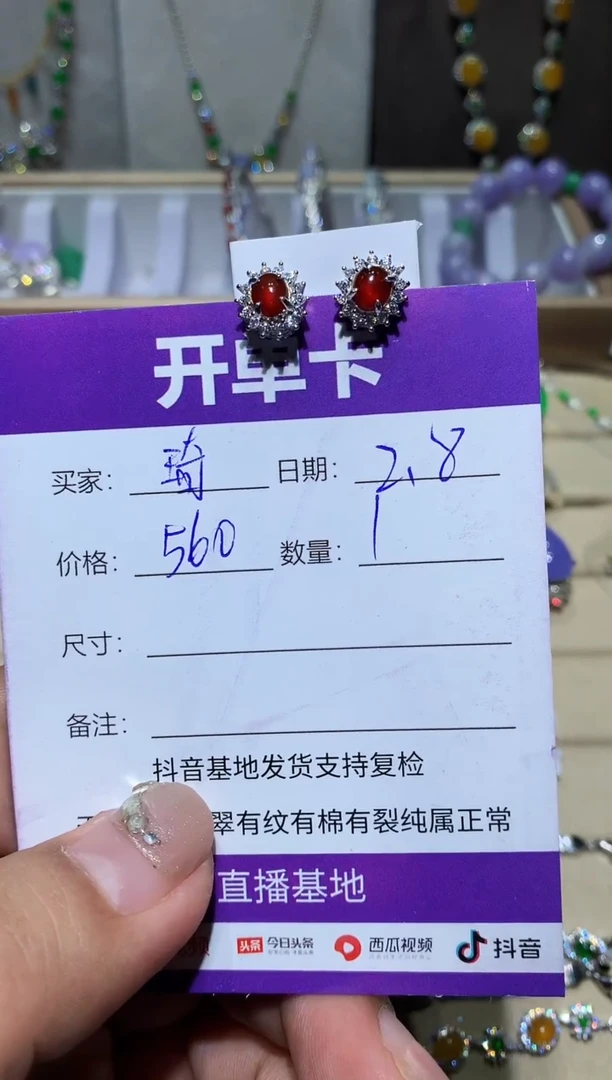 开单卡
买家: 琦 日期: 2.8
价格: 560 数量: 1
尺寸:
备注:
抖音基地发货支持复检
翠有纹有棉有裂纯属正常
直播基地
头条 今日头条 西瓜视频 抖音